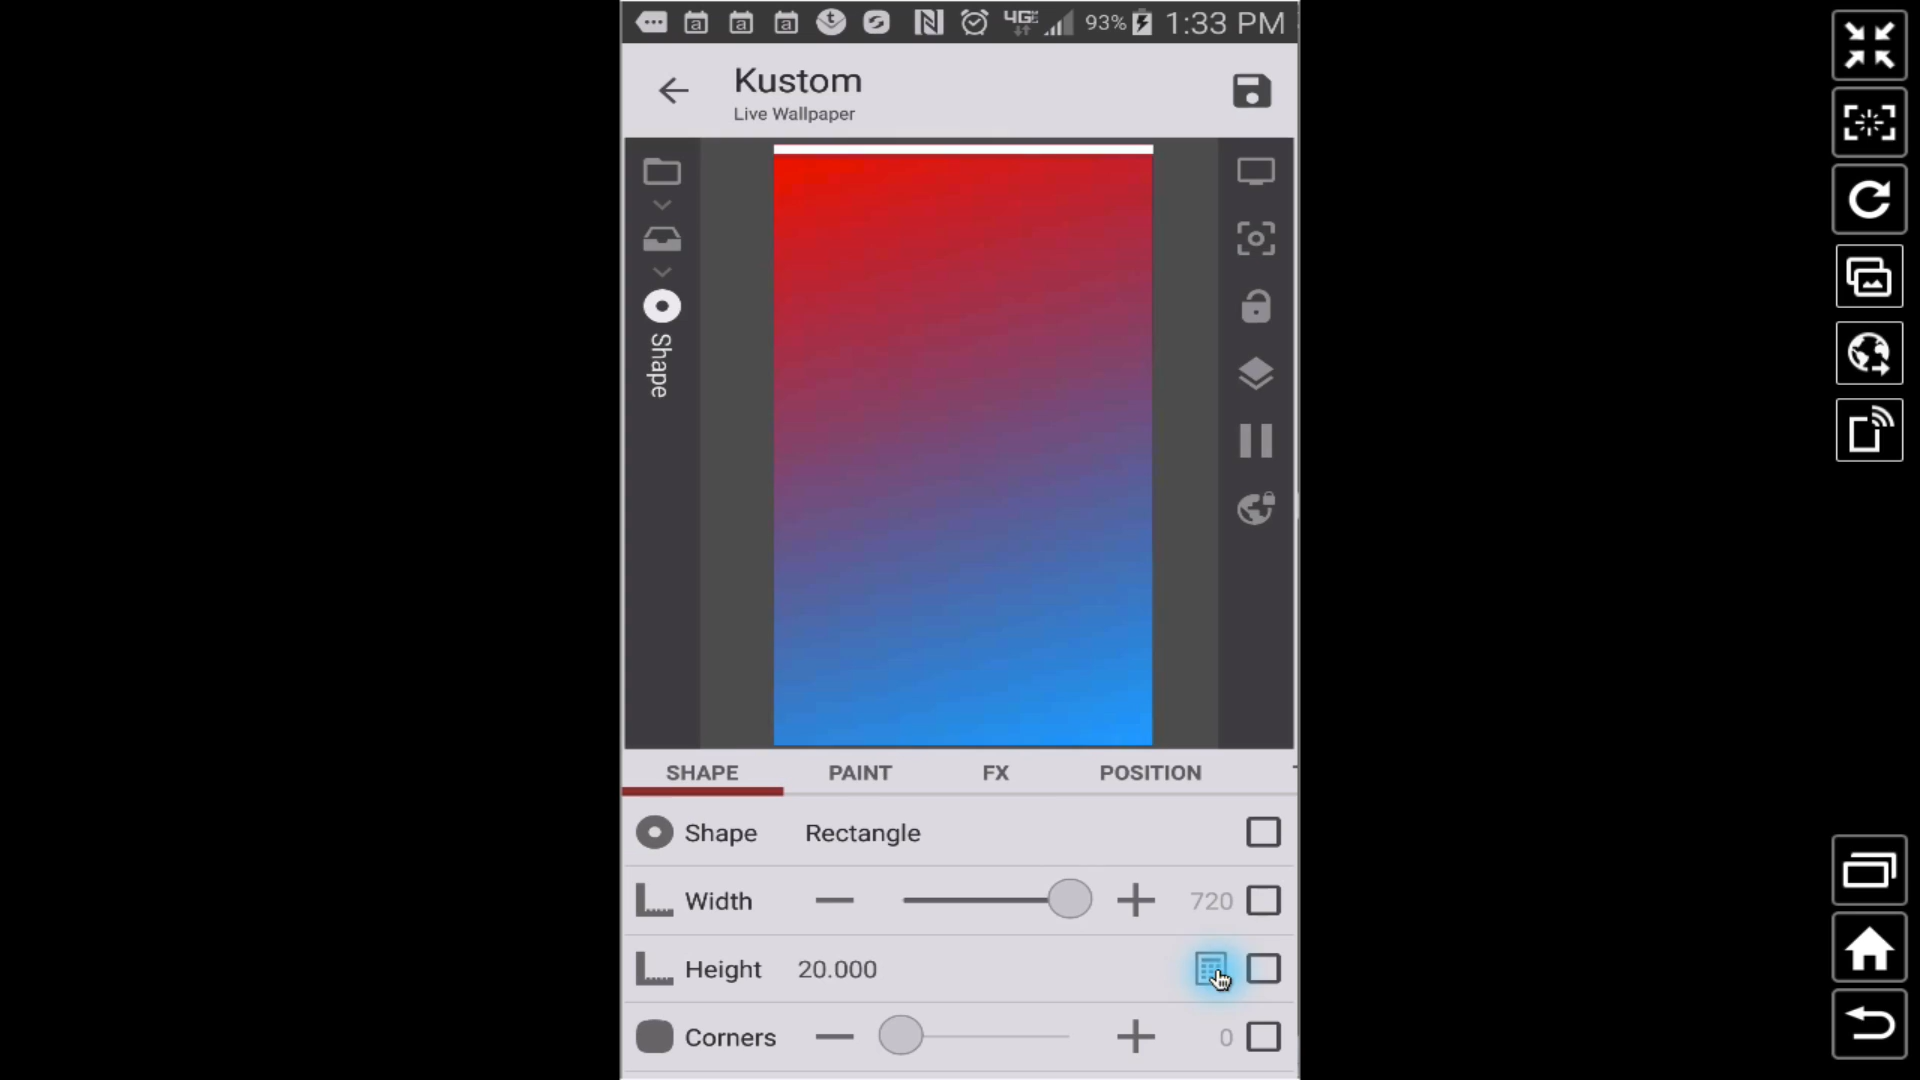 4G 93% 1:33 PM
Kustom
Live Wallpaper
Shape
SHAPE PAINT FX POSITION
Shape Rectangle
Width 720
Height 20.000
Corners 0